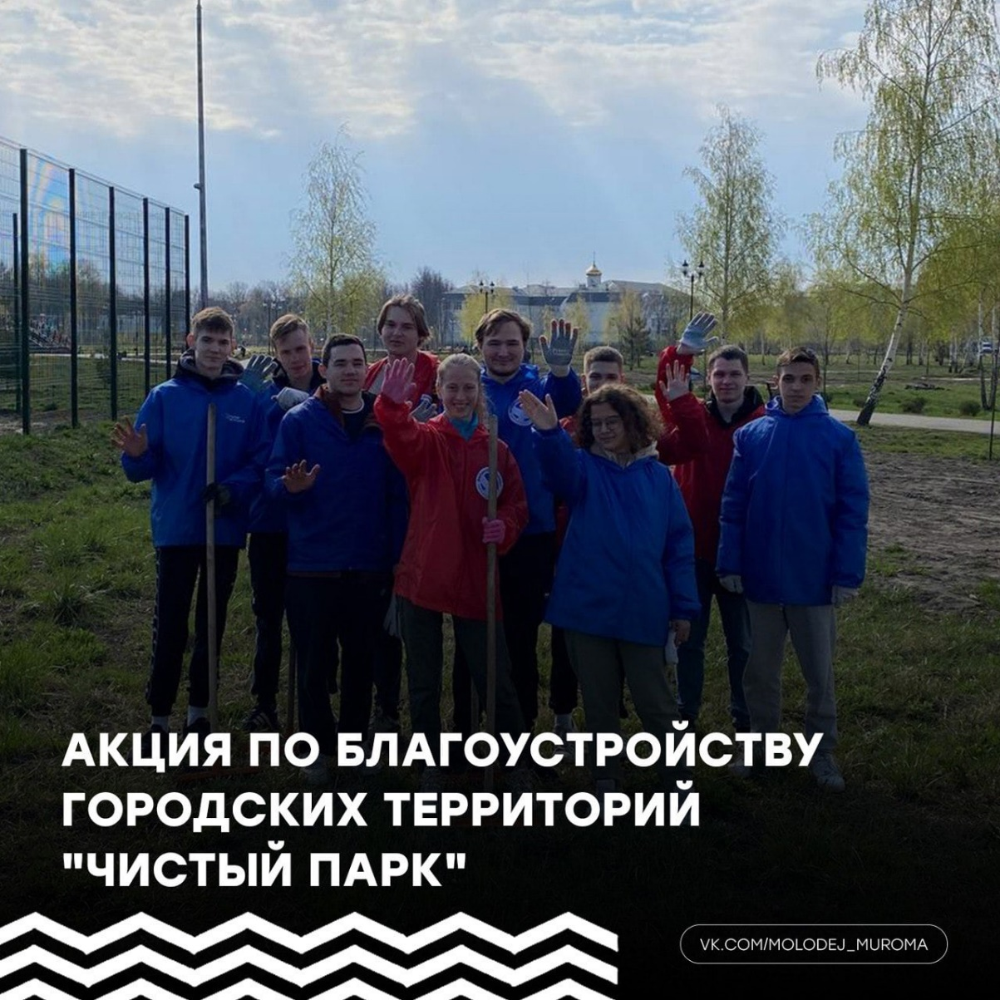 АКЦИЯ ПО БЛАГОУСТРОЙСТВУ
ГОРОДСКИХ ТЕРРИТОРИЙ
"ЧИСТЫЙ ПАРК"
VK.COM/MOLODEJ_MUROMA